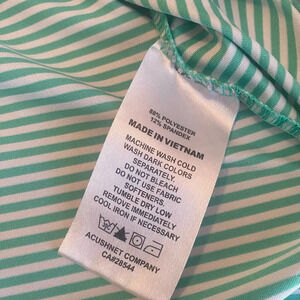 88% POLYESTER
12% SPANDEX
MADE IN VIETNAM
MACHINE WASH COLD
WASH DARK COLORS
SEPARATELY.
DO NOT BLEACH
DO NOT USE FABRIC
SOFTENERS.
TUMBLE DRY LOW
REMOVE IMMEDIATELY
COOL IRON IF NECESSARY
ACUSHNET COMPANY
CA#28544